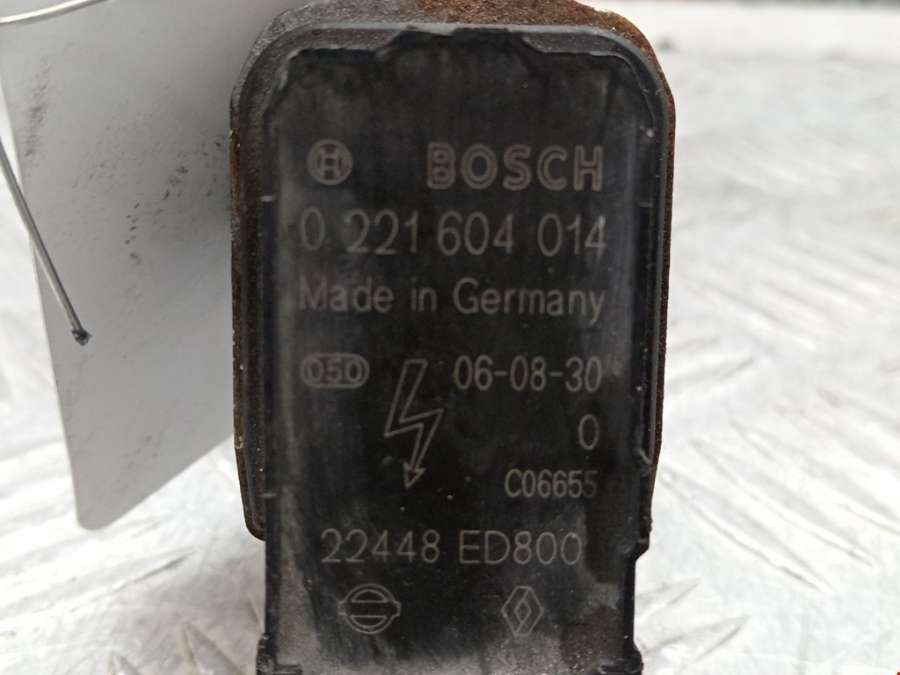 BOSCH
0 221 604 014
Made in Germany
050 06-08-30
0
C06655
22448 ED800